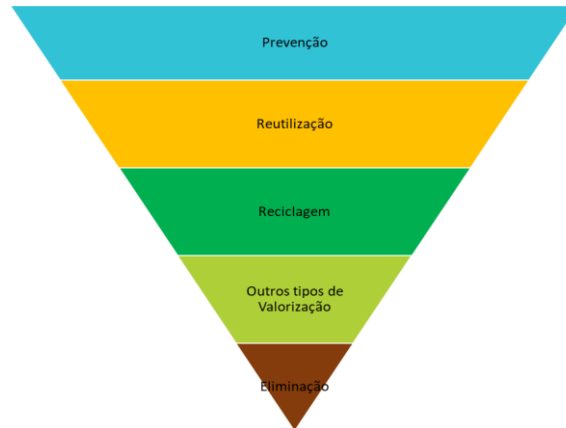 Prevenção
Reutilização
Reciclagem
Outros tipos de
Valorização
Eliminação